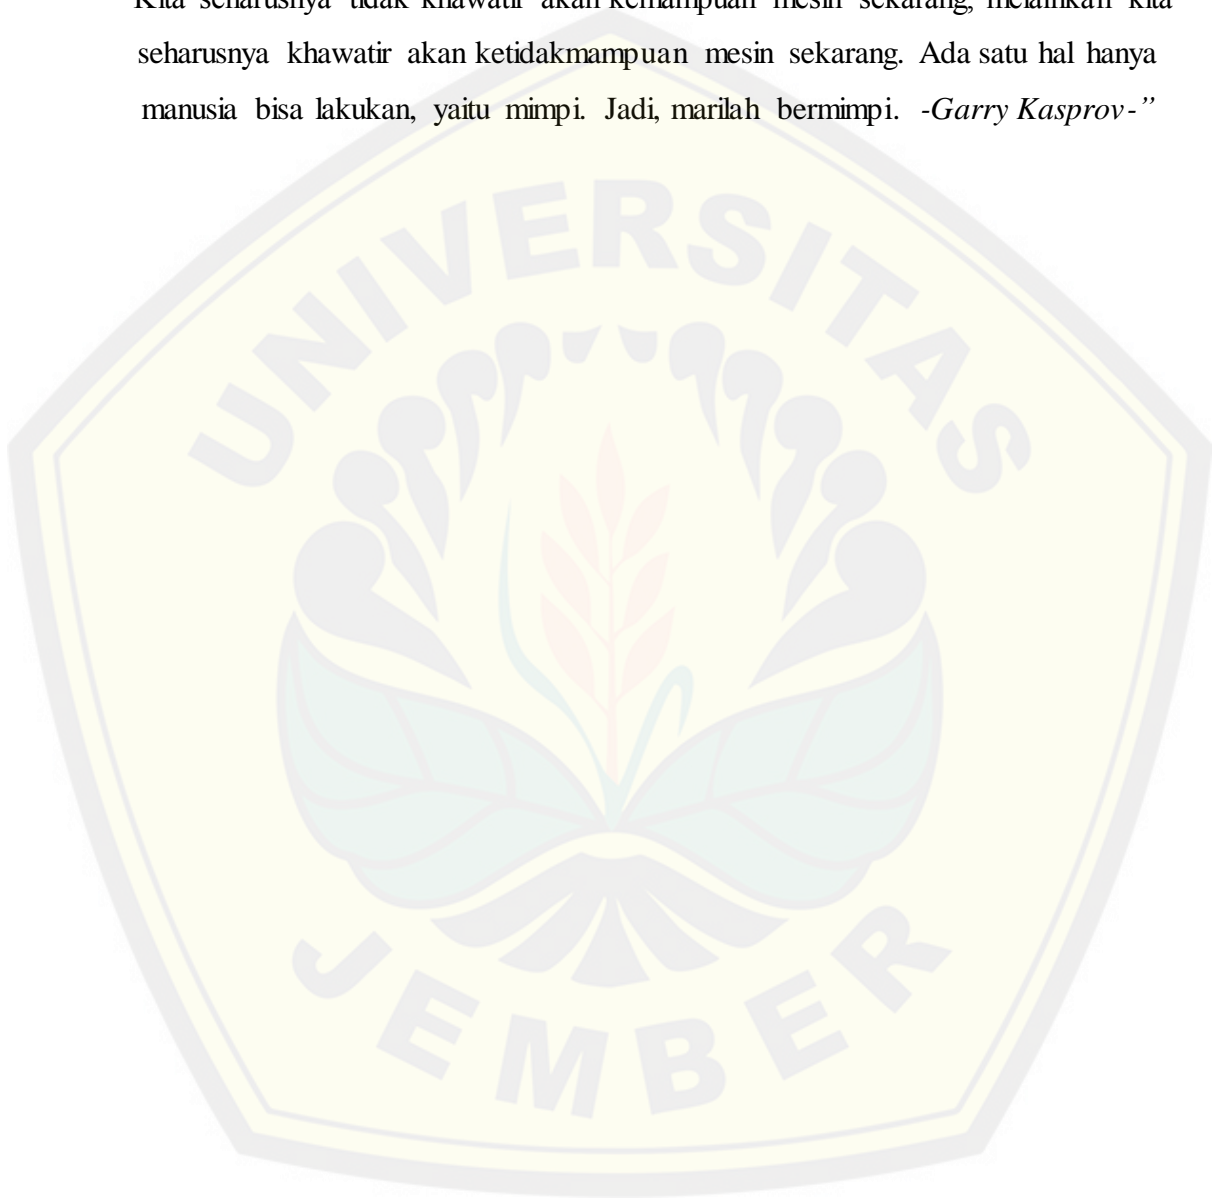 Kita seharusnya tidak khawatir akan kemampuan mesin sekarang, melainkan kita
seharusnya khawatir akan ketidakmampuan mesin sekarang. Ada satu hal hanya
manusia bisa lakukan, yaitu mimpi. Jadi, marilah bermimpi. -Garry Kasprov-”
UNIVERSITAS
JEMBER